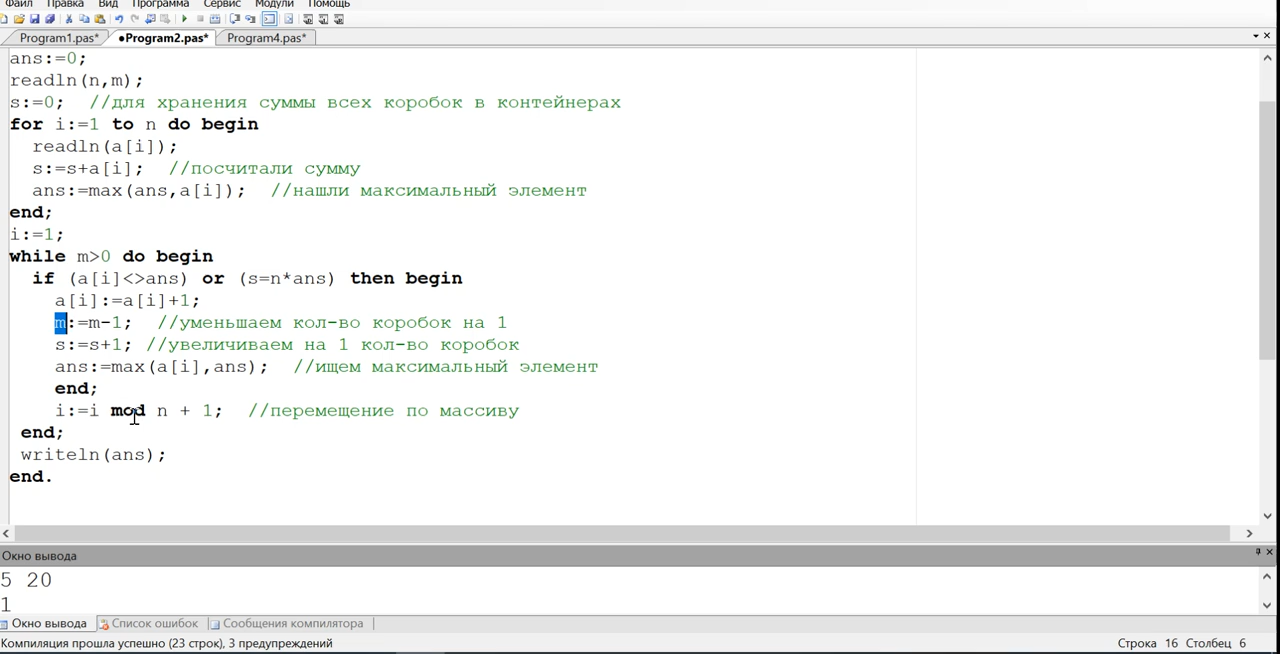 Файл Правка Вид Программа Сервис Модули Помощь
Program1.pas* •Program2.pas* Program4.pas*
ans:=0;
readln(n,m);
s:=0; //для хранения суммы всех коробок в контейнерах
for i:=1 to n do begin
readln(a[i]);
s:=s+a[i]; //посчитали сумму
ans:=max(ans,a[i]); //нашли максимальный элемент
end;
i:=1;
while m>0 do begin
if (a[i]<>ans) or (s=n*ans) then begin
a[i]:=a[i]+1;
m:=m-1; //уменьшаем кол-во коробок на 1
s:=s+1; //увеличиваем на 1 кол-во коробок
ans:=max(a[i],ans); //ищем максимальный элемент
end;
i:=i mod n + 1; //перемещение по массиву
end;
writeln(ans);
end.
Окно вывода
5 20
1
Окно вывода Список ошибок Сообщения компилятора
Компиляция прошла успешно (23 строк), 3 предупреждений Строка 16 Столбец 6